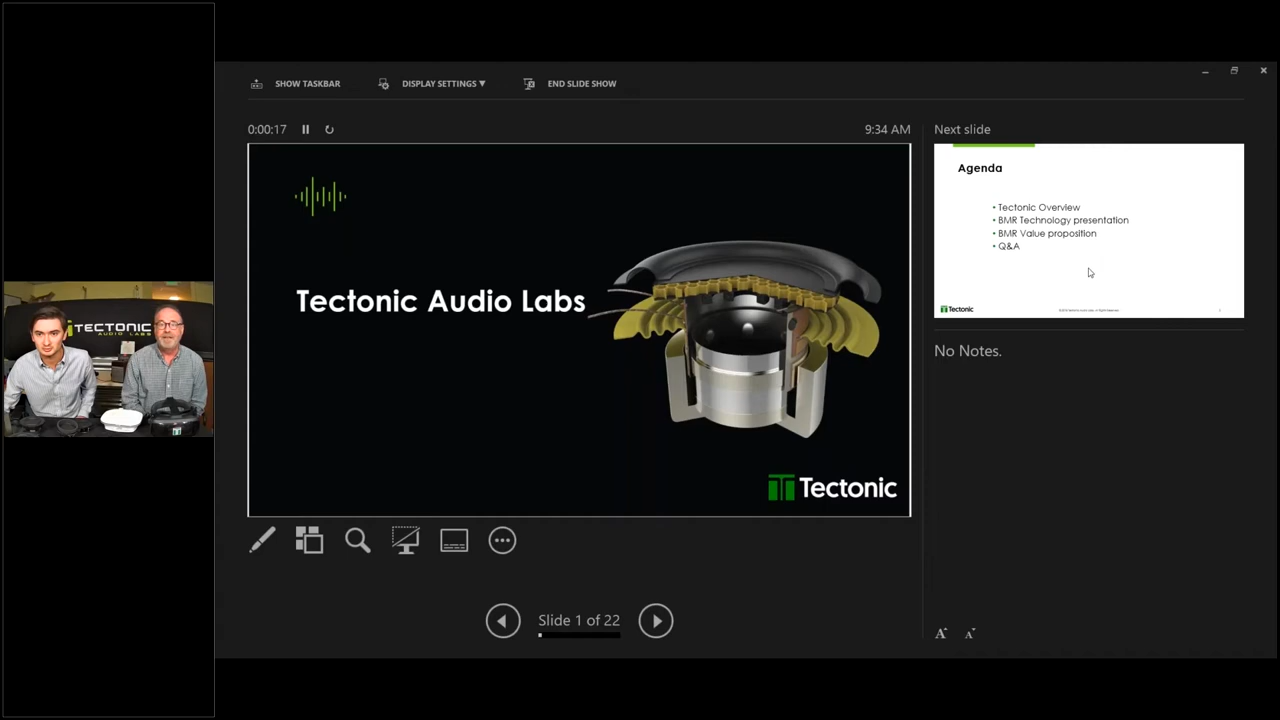 SHOW TASKBAR
DISPLAY SETTINGS ▼
END SLIDE SHOW
0:00:17
9:34 AM
Next slide
Tectonic Audio Labs
Tectonic
Agenda
• Tectonic Overview
• BMR Technology presentation
• BMR Value proposition
• Q&A
Tectonic
No Notes.
TECTONIC
AUDIO LABS
Slide 1 of 22
A A